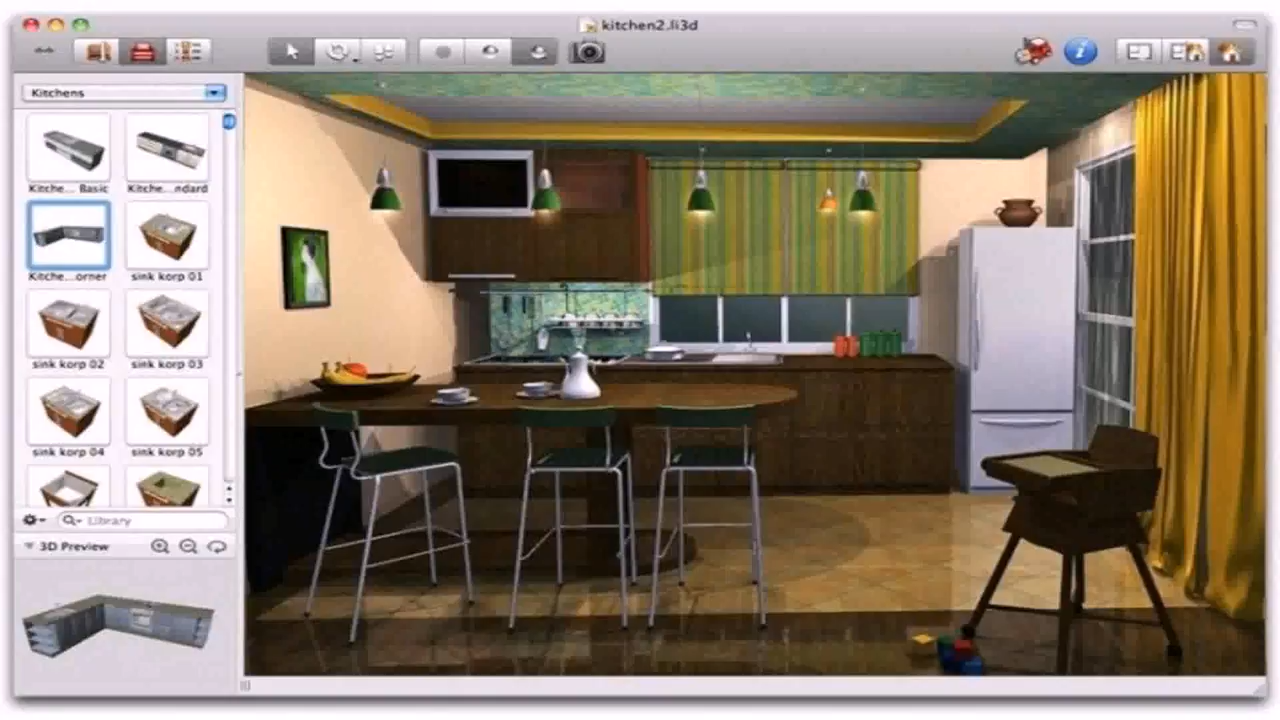 kitchen2.li3d
Kitchens
Kitche... Basic
Kitche...ndard
Kitche...orner
sink korp 01
sink korp 02
sink korp 03
sink korp 04
sink korp 05
Library
3D Preview